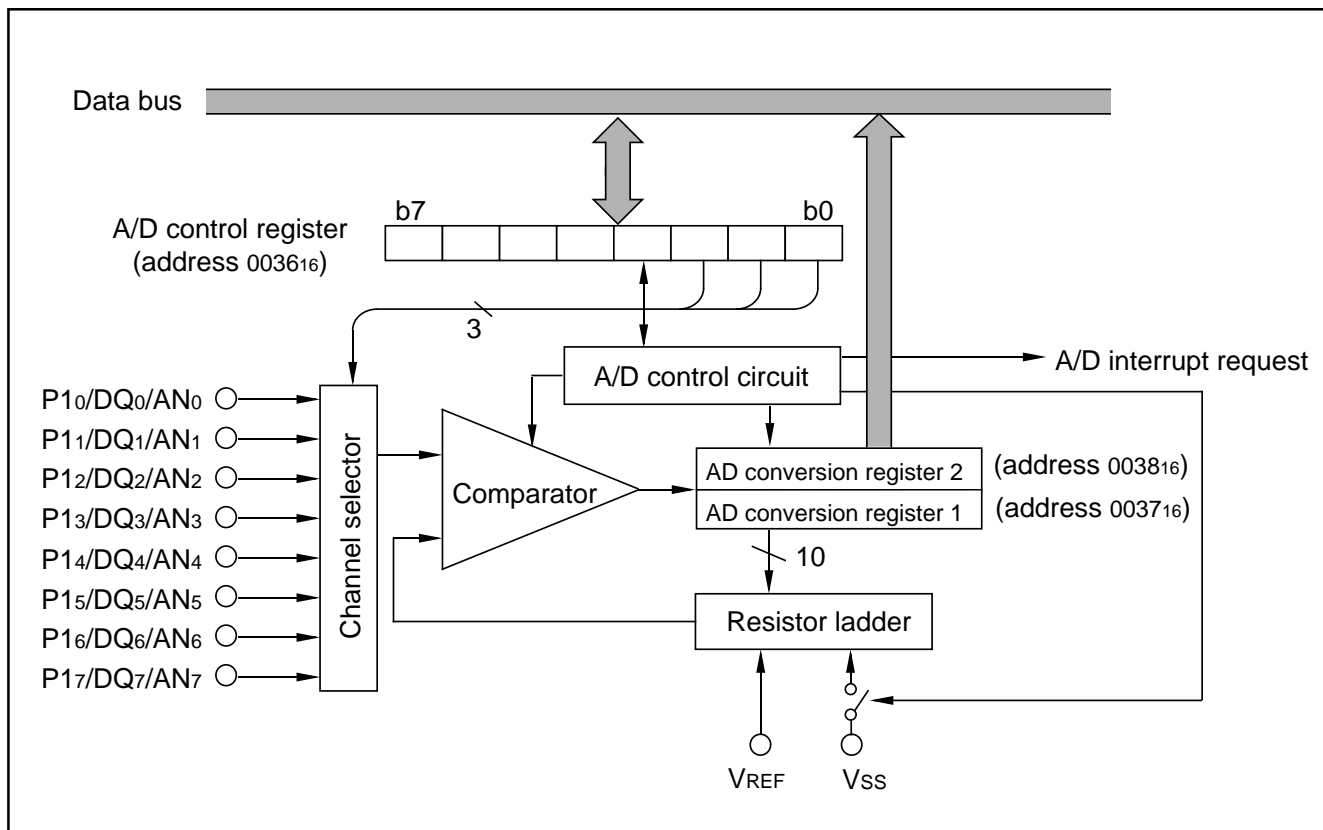 Data bus
b7 b0
A/D control register
(address 003616)
3
A/D control circuit
A/D interrupt request
P10/DQ0/AN0
P11/DQ1/AN1
P12/DQ2/AN2
P13/DQ3/AN3
P14/DQ4/AN4
P15/DQ5/AN5
P16/DQ6/AN6
P17/DQ7/AN7
Channel selector
Comparator
AD conversion register 2
(address 003816)
AD conversion register 1
(address 003716)
10
Resistor ladder
VREF
VSS